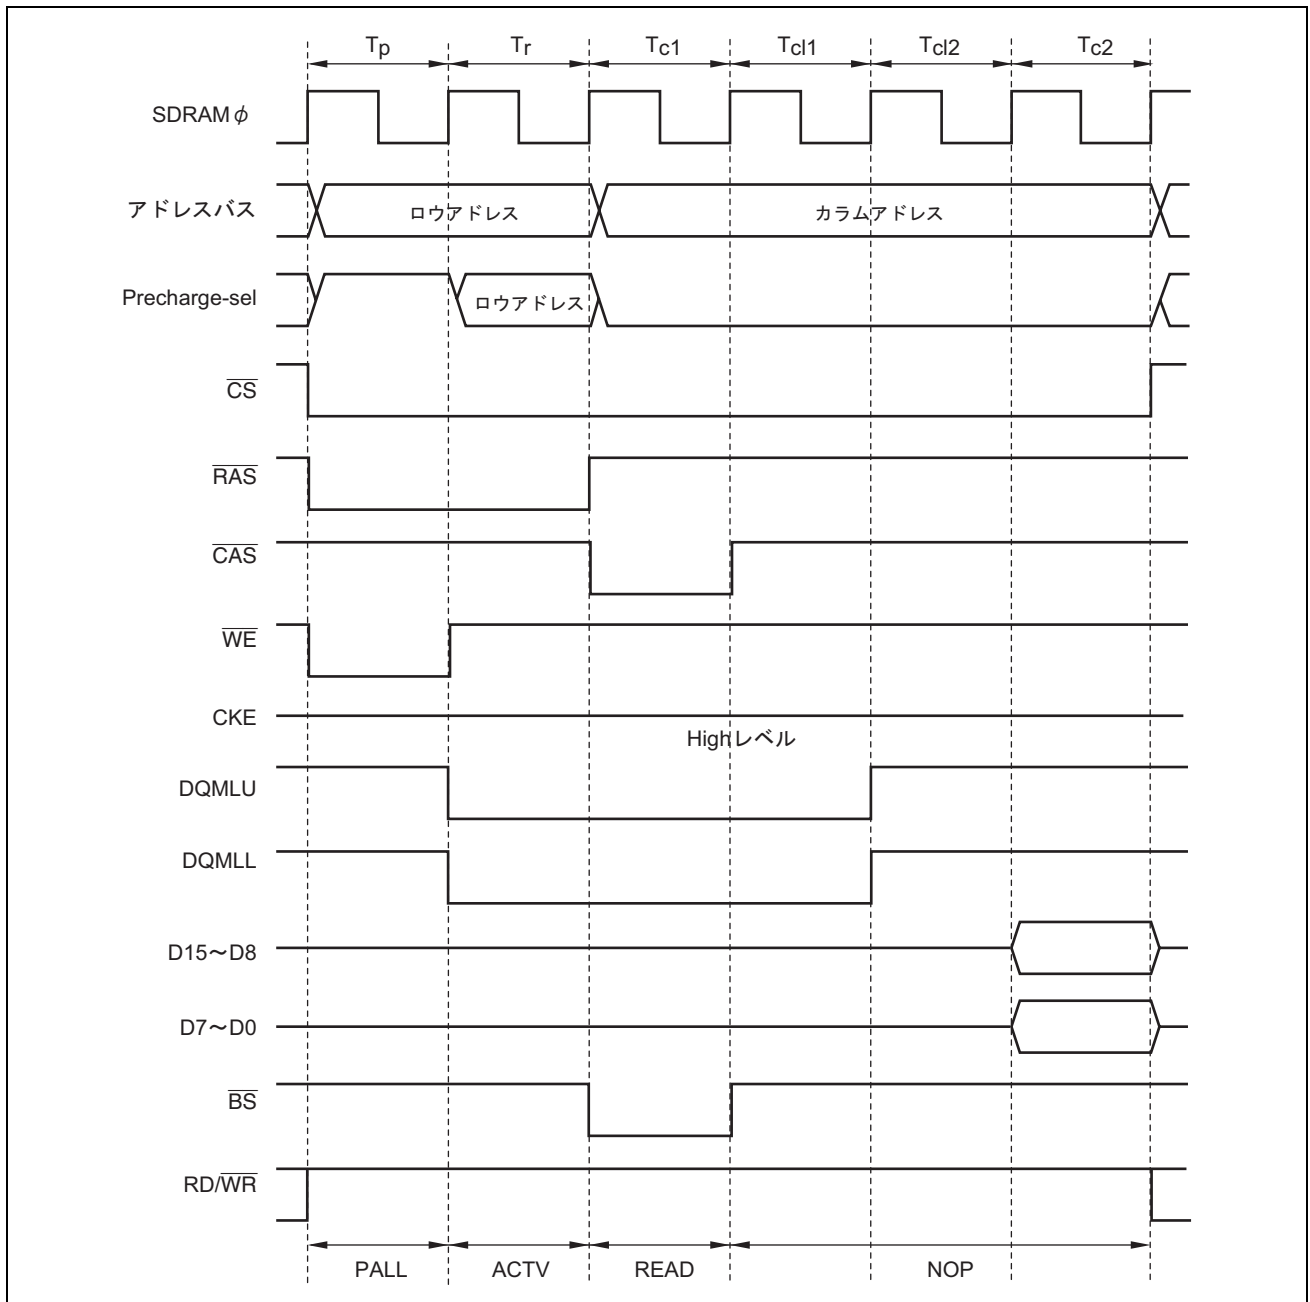 Tp Tr Tc1 Tcl1 Tcl2 Tc2
SDRAMφ
アドレスバス ロウアドレス カラムアドレス
Precharge-sel ロウアドレス
CS
RAS
CAS
WE
CKE
Highレベル
DQMLU
DQMLL
D15～D8
D7～D0
BS
RD/WR
PALL ACTV READ NOP